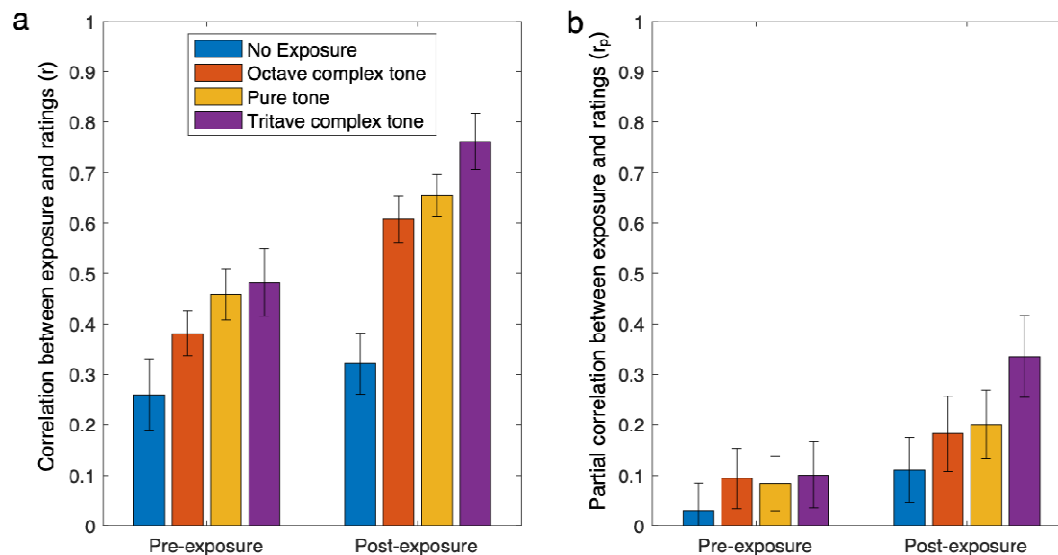 a
Correlation between exposure and ratings (r)
1
0.9
0.8
0.7
0.6
0.5
0.4
0.3
0.2
0.1
0
No Exposure
Octave complex tone
Pure tone
Tritave complex tone
Pre-exposure Post-exposure
b
Partial correlation between exposure and ratings (rp)
1
0.9
0.8
0.7
0.6
0.5
0.4
0.3
0.2
0.1
0
Pre-exposure Post-exposure